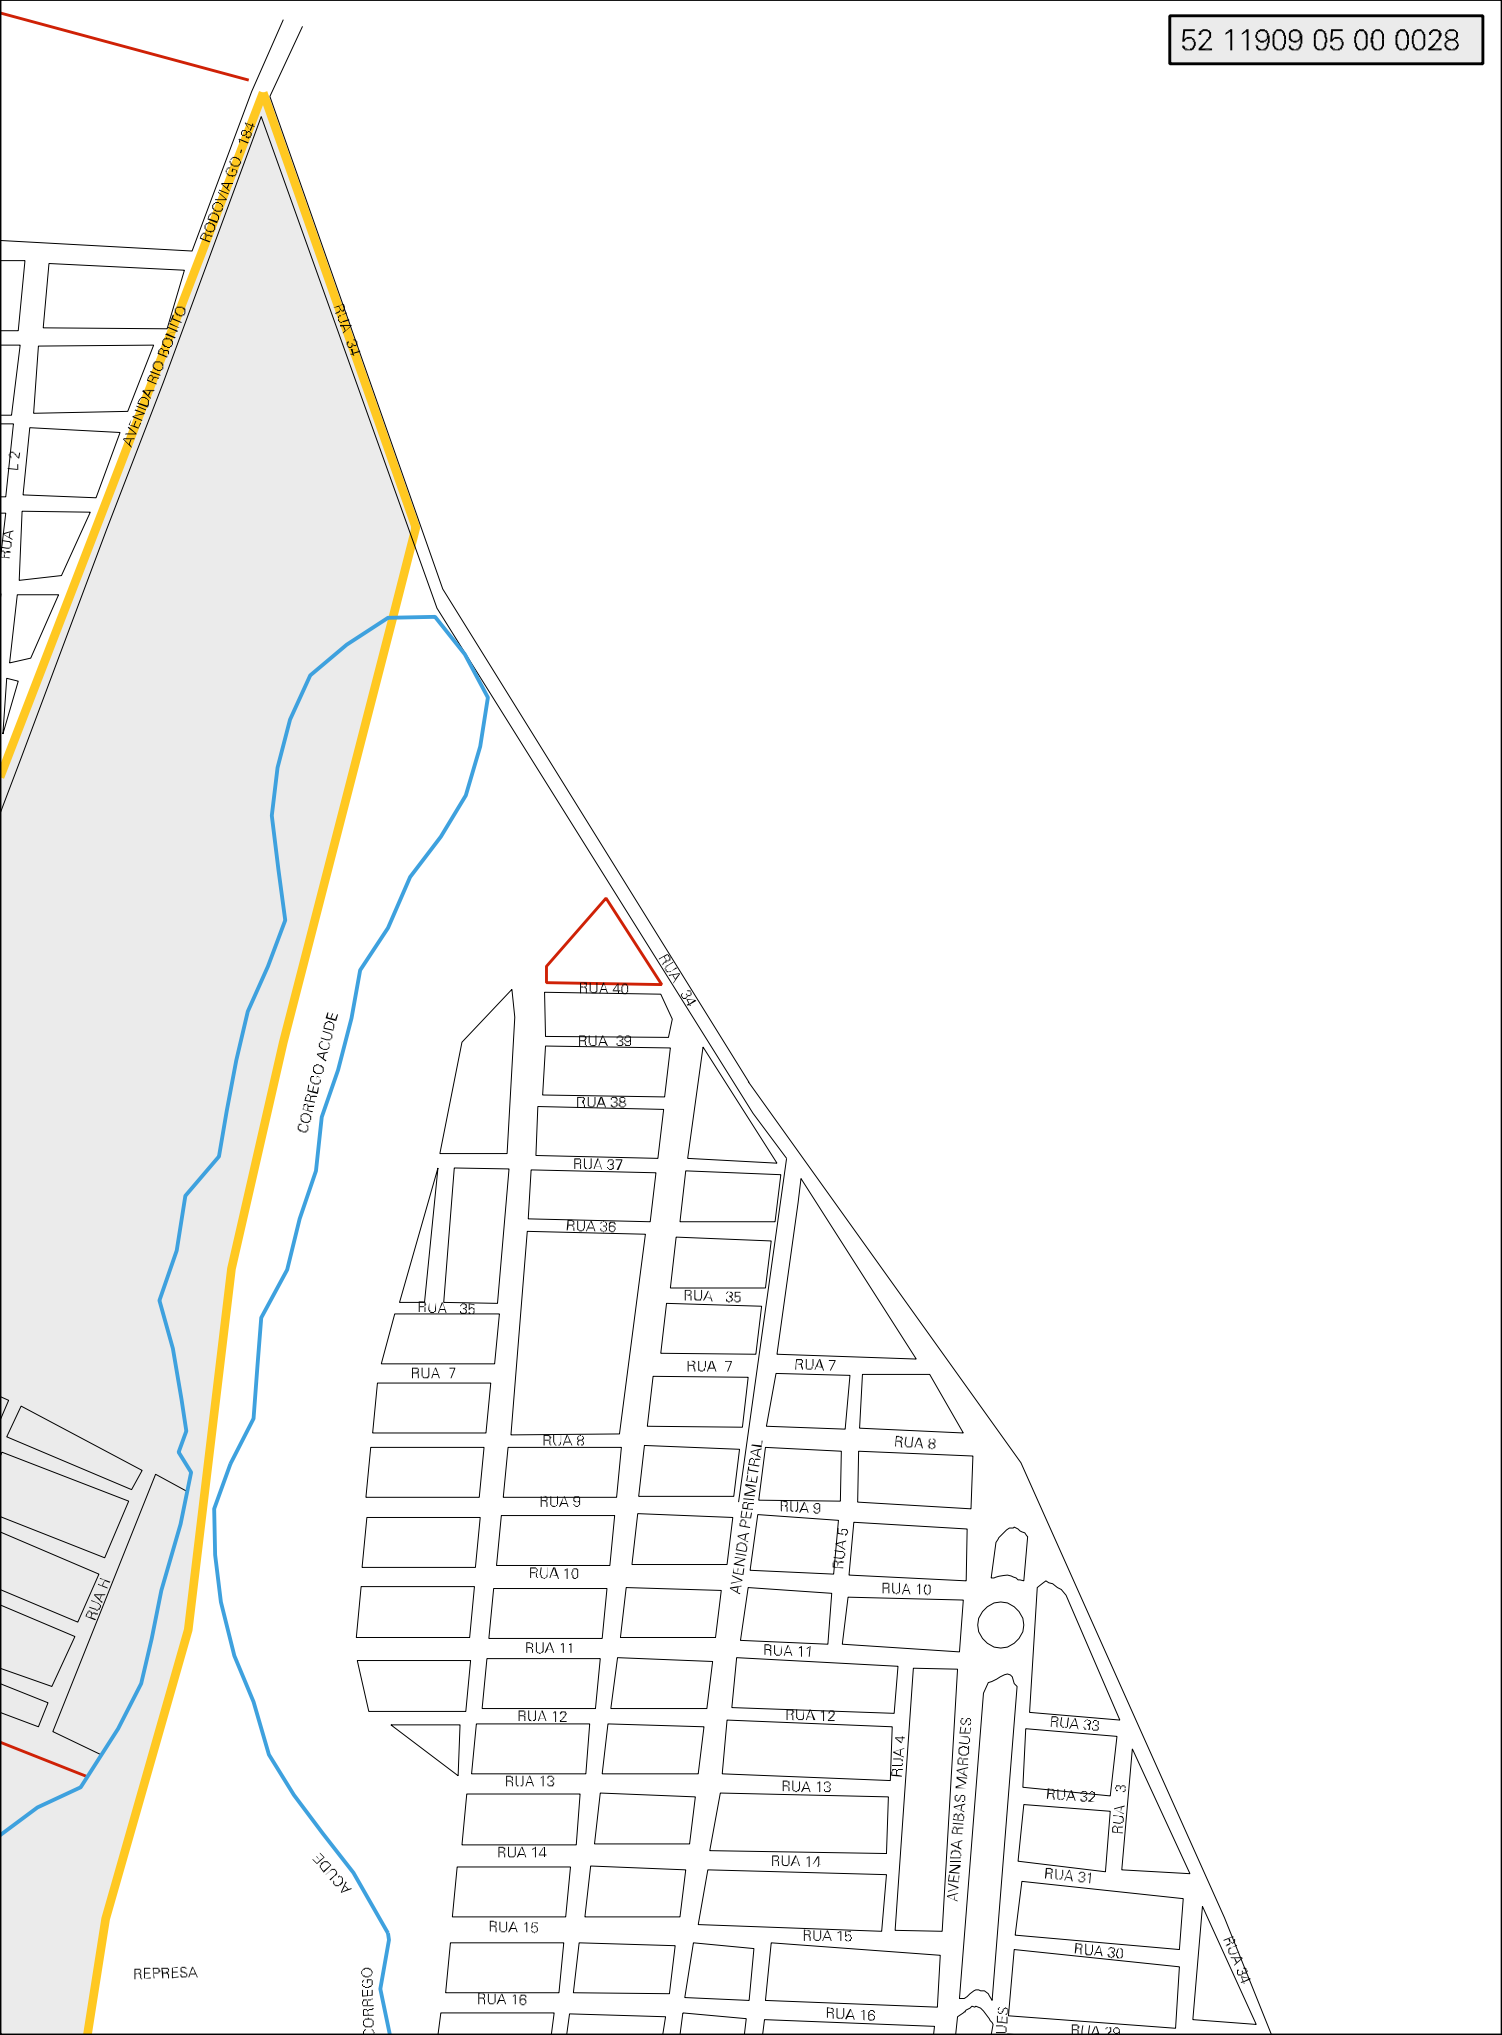 52 11909 05 00 0028
RODOVIA GO - 184
RUA 34
AVENIDA RIO BONITO
L 2
RUA
RUA 34
RUA 40
CORREGO ACUDE
RUA 39
RUA 38
RUA 37
RUA 36
RUA 35
RUA 35
RUA 7
RUA 7
RUA 7
RUA 8
RUA 8
AVENIDA PERIMETRAL
RUA 9
RUA 9
RUA 5
RUA 10
RUA 10
RUA H
RUA 11
RUA 11
RUA 12
RUA 12
RUA 33
RUA 4
AVENIDA RIBAS MARQUES
RUA 13
RUA 13
RUA 32
RUA 3
RUA 14
RUA 14
ACUDE
RUA 31
RUA 15
RUA 15
RUA 30
RUA 34
REPRESA
CORREGO
RUA 16
RUA 16
UES
RUA 29